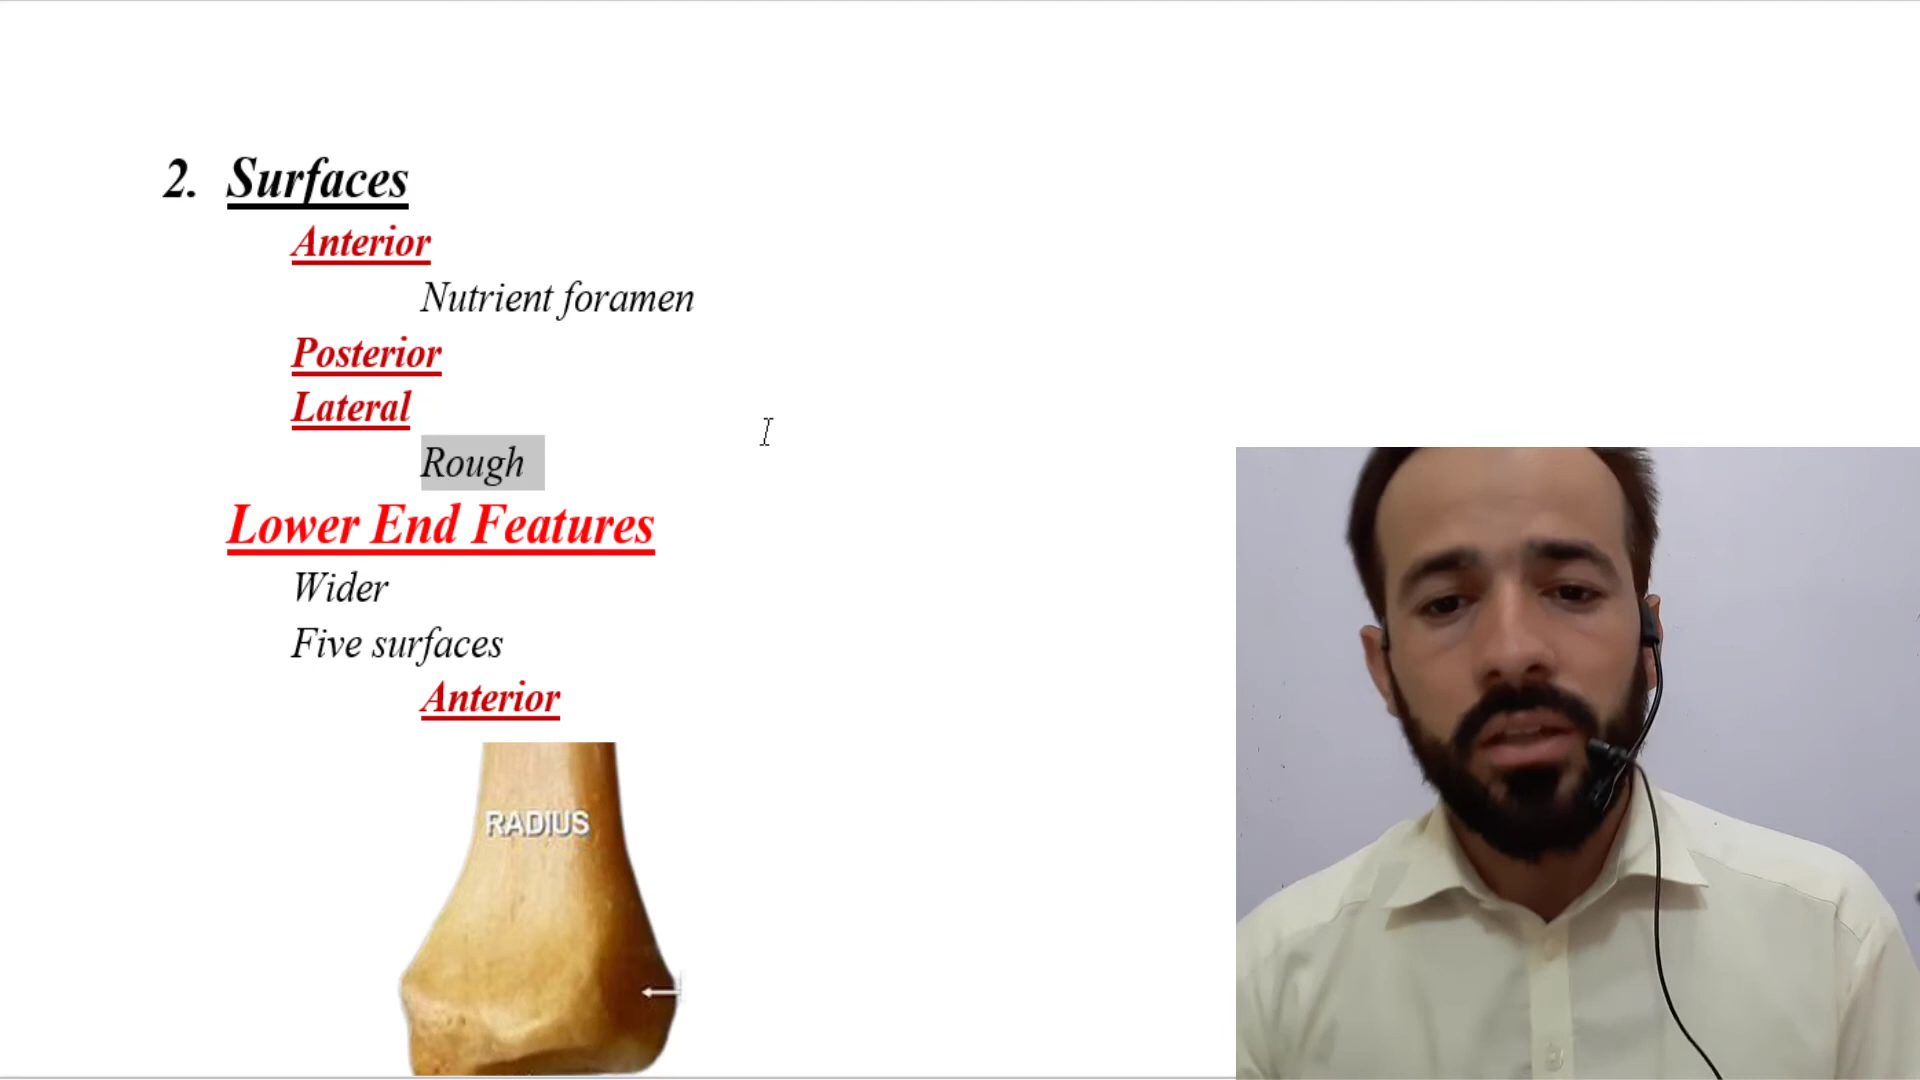 2. Surfaces
Anterior
Nutrient foramen
Posterior
Lateral
Rough
Lower End Features
Wider
Five surfaces
Anterior
RADIUS